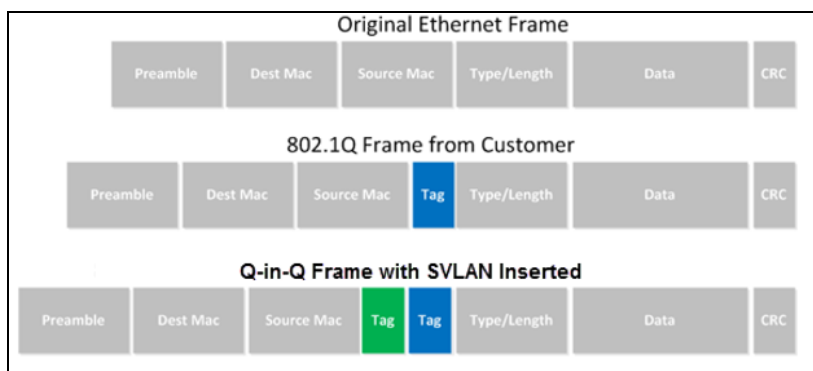 Original Ethernet Frame
Preamble Dest Mac Source Mac Type/Length Data CRC
802.1Q Frame from Customer
Preamble Dest Mac Source Mac Tag Type/Length Data CRC
Q-in-Q Frame with SVLAN Inserted
Preamble Dest Mac Source Mac Tag Tag Type/Length Data CRC